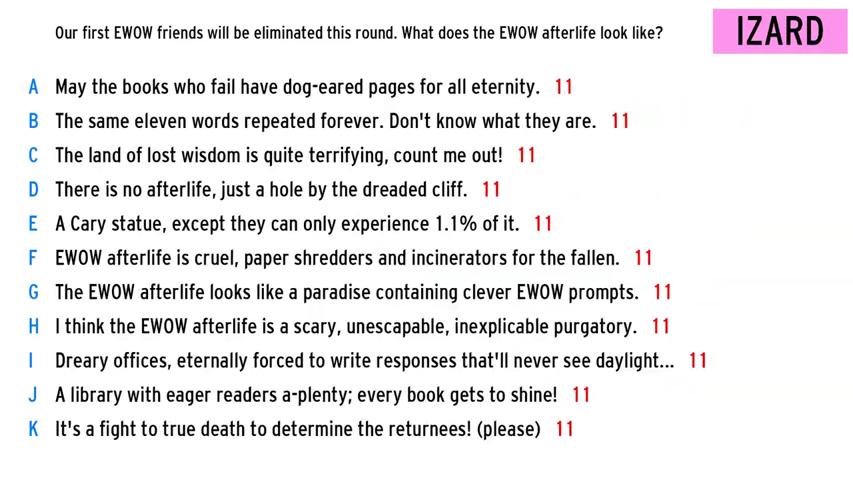 Our first EWOW friends will be eliminated this round. What does the EWOW afterlife look like?
IZARD
A May the books who fail have dog-eared pages for all eternity. 11
B The same eleven words repeated forever. Don't know what they are. 11
C The land of lost wisdom is quite terrifying, count me out! 11
D There is no afterlife, just a hole by the dreaded cliff. 11
E A Cary statue, except they can only experience 1.1% of it. 11
F EWOW afterlife is cruel, paper shredders and incinerators for the fallen. 11
G The EWOW afterlife looks like a paradise containing clever EWOW prompts. 11
H I think the EWOW afterlife is a scary, unescapable, inexplicable purgatory. 11
I Dreary offices, eternally forced to write responses that'll never see daylight... 11
J A library with eager readers a-plenty; every book gets to shine! 11
K It's a fight to true death to determine the returnees! (please) 11